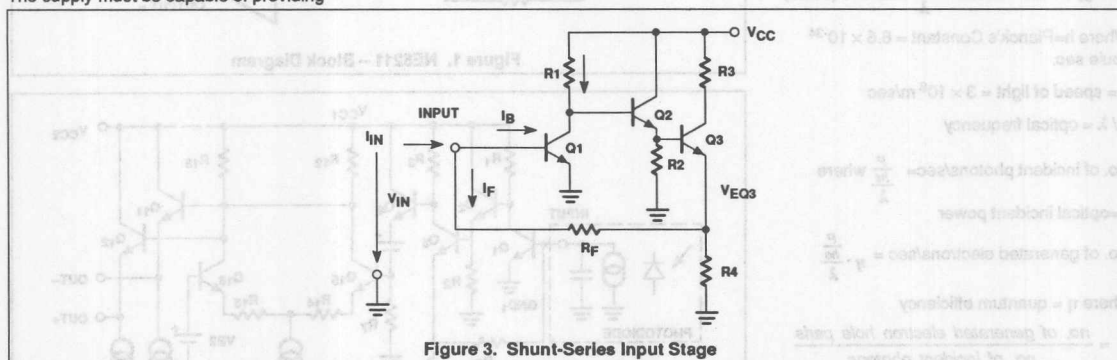 The supply must be capable of providing
VCC
R1
R3
INPUT
IB
Q2
IIN
Q1
Q3
R2
IF
VEQ3
VIN
RF
R4
Figure 3. Shunt-Series Input Stage